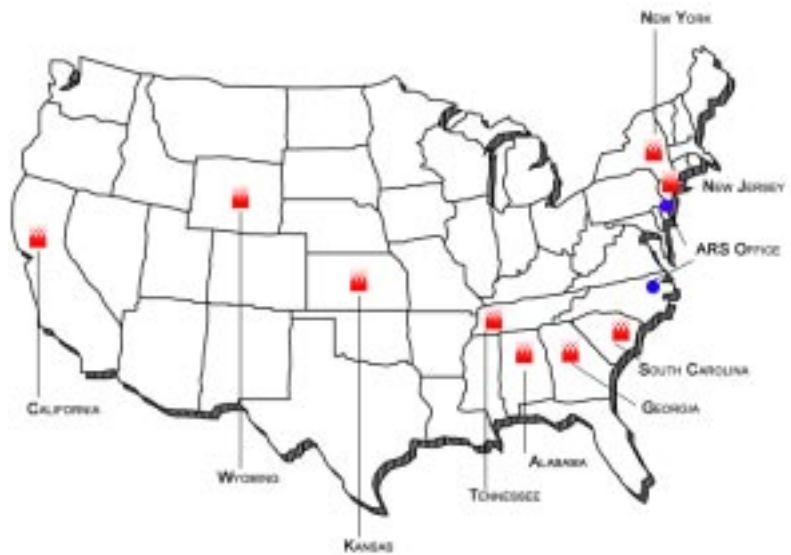 New York
New Jersey
ARS Office
South Carolina
California
Georgia
Alabama
Wyoming
Tennessee
Kansas